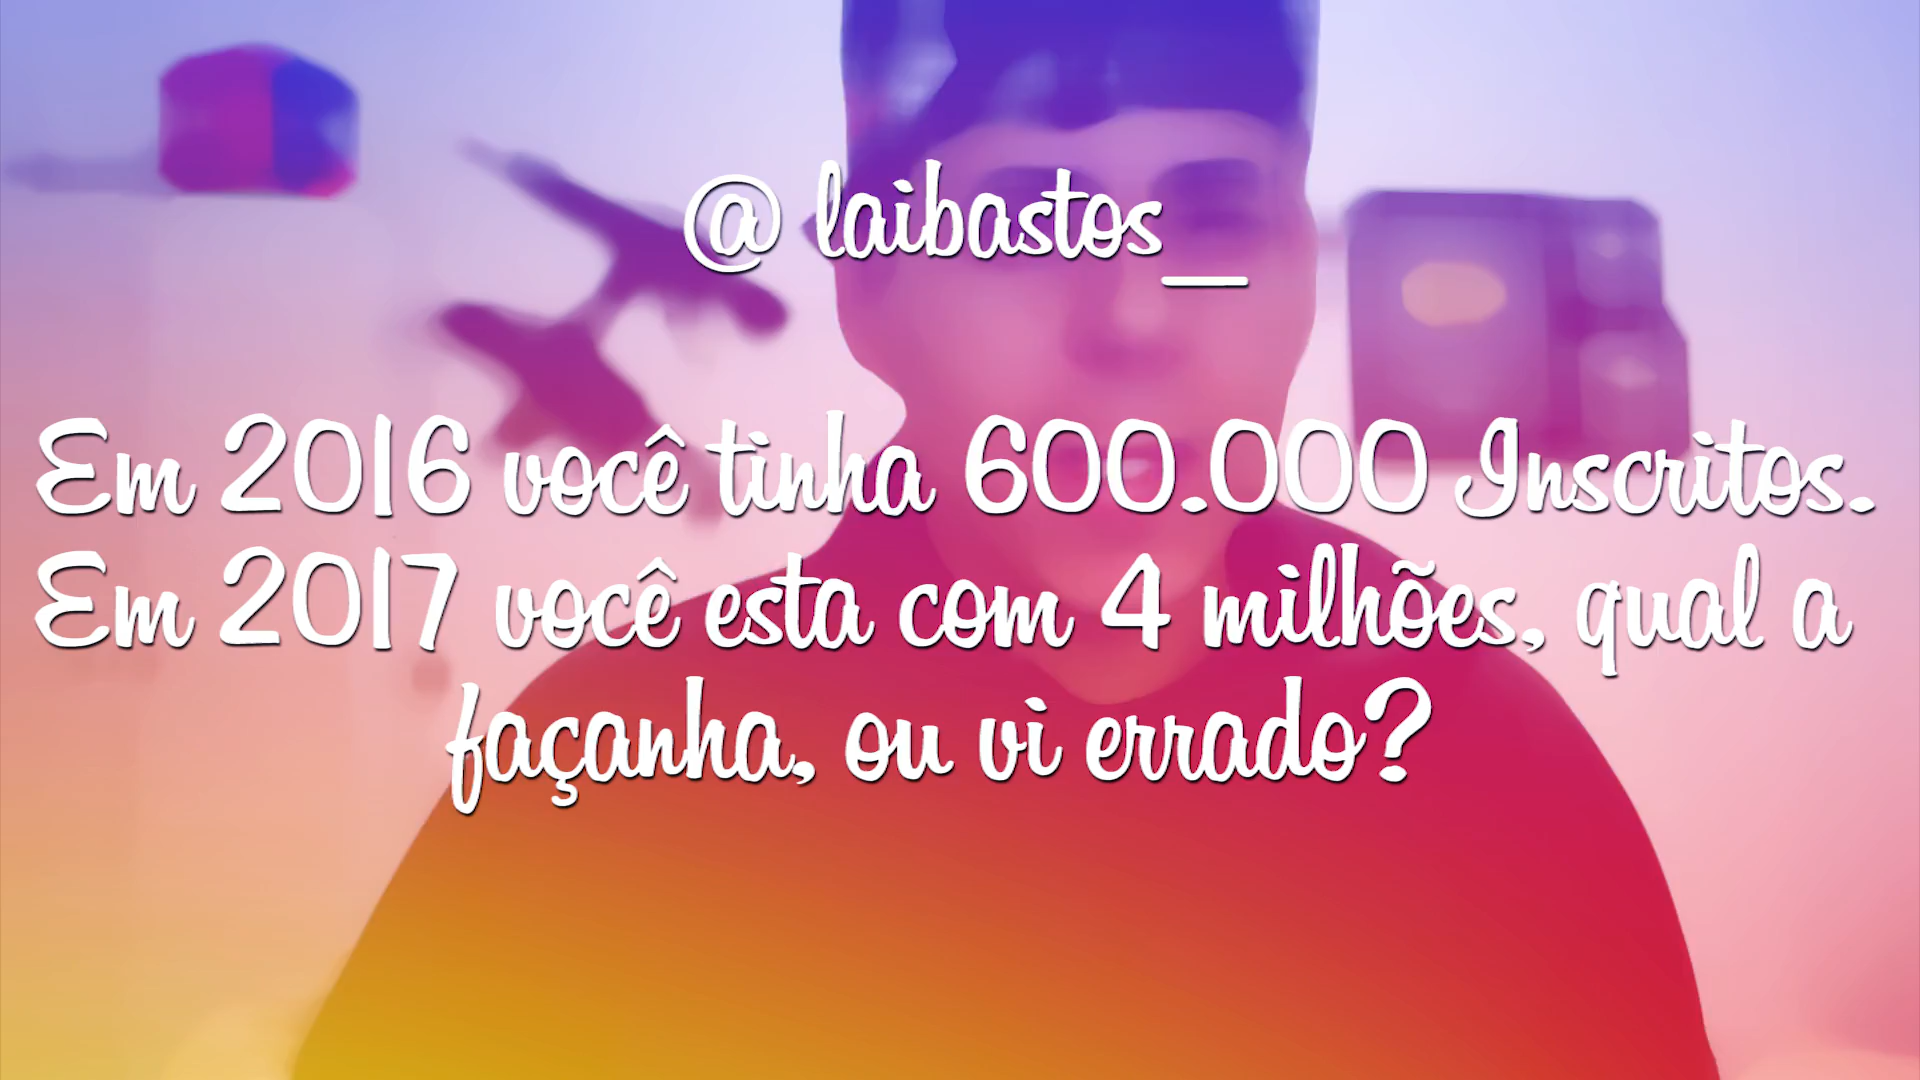 @ laibastos_
Em 2016 você tinha 600.000 Inscritos.
Em 2017 você esta com 4 milhões, qual a
façanha, ou vi errado?